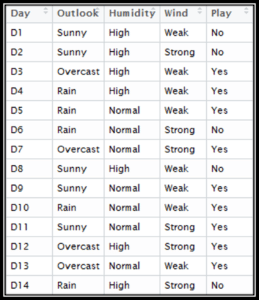 Day Outlook Humidity Wind Play
D1 Sunny High Weak No
D2 Sunny High Strong No
D3 Overcast High Weak Yes
D4 Rain High Weak Yes
D5 Rain Normal Weak Yes
D6 Rain Normal Strong No
D7 Overcast Normal Strong Yes
D8 Sunny High Weak No
D9 Sunny Normal Weak Yes
D10 Rain Normal Weak Yes
D11 Sunny Normal Strong Yes
D12 Overcast High Strong Yes
D13 Overcast Normal Weak Yes
D14 Rain High Strong No